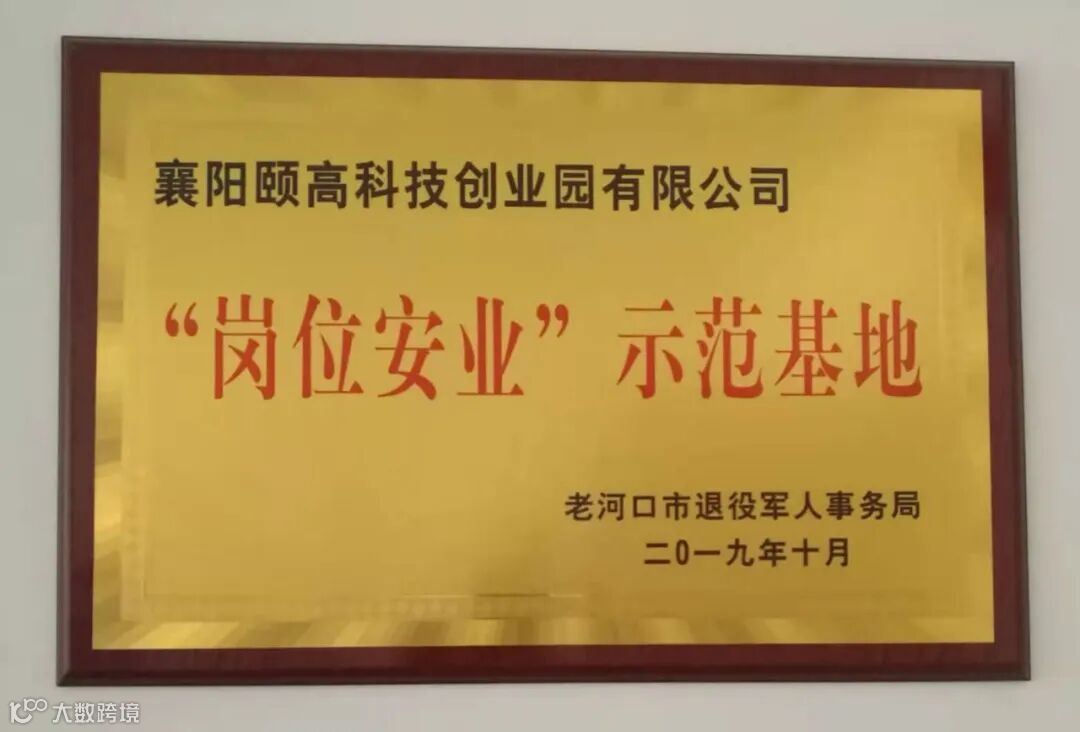 襄阳颐高科技创业园有限公司
“岗位安业”示范基地
老河口市退役军人事务局
二0一九年十月
大数跨境